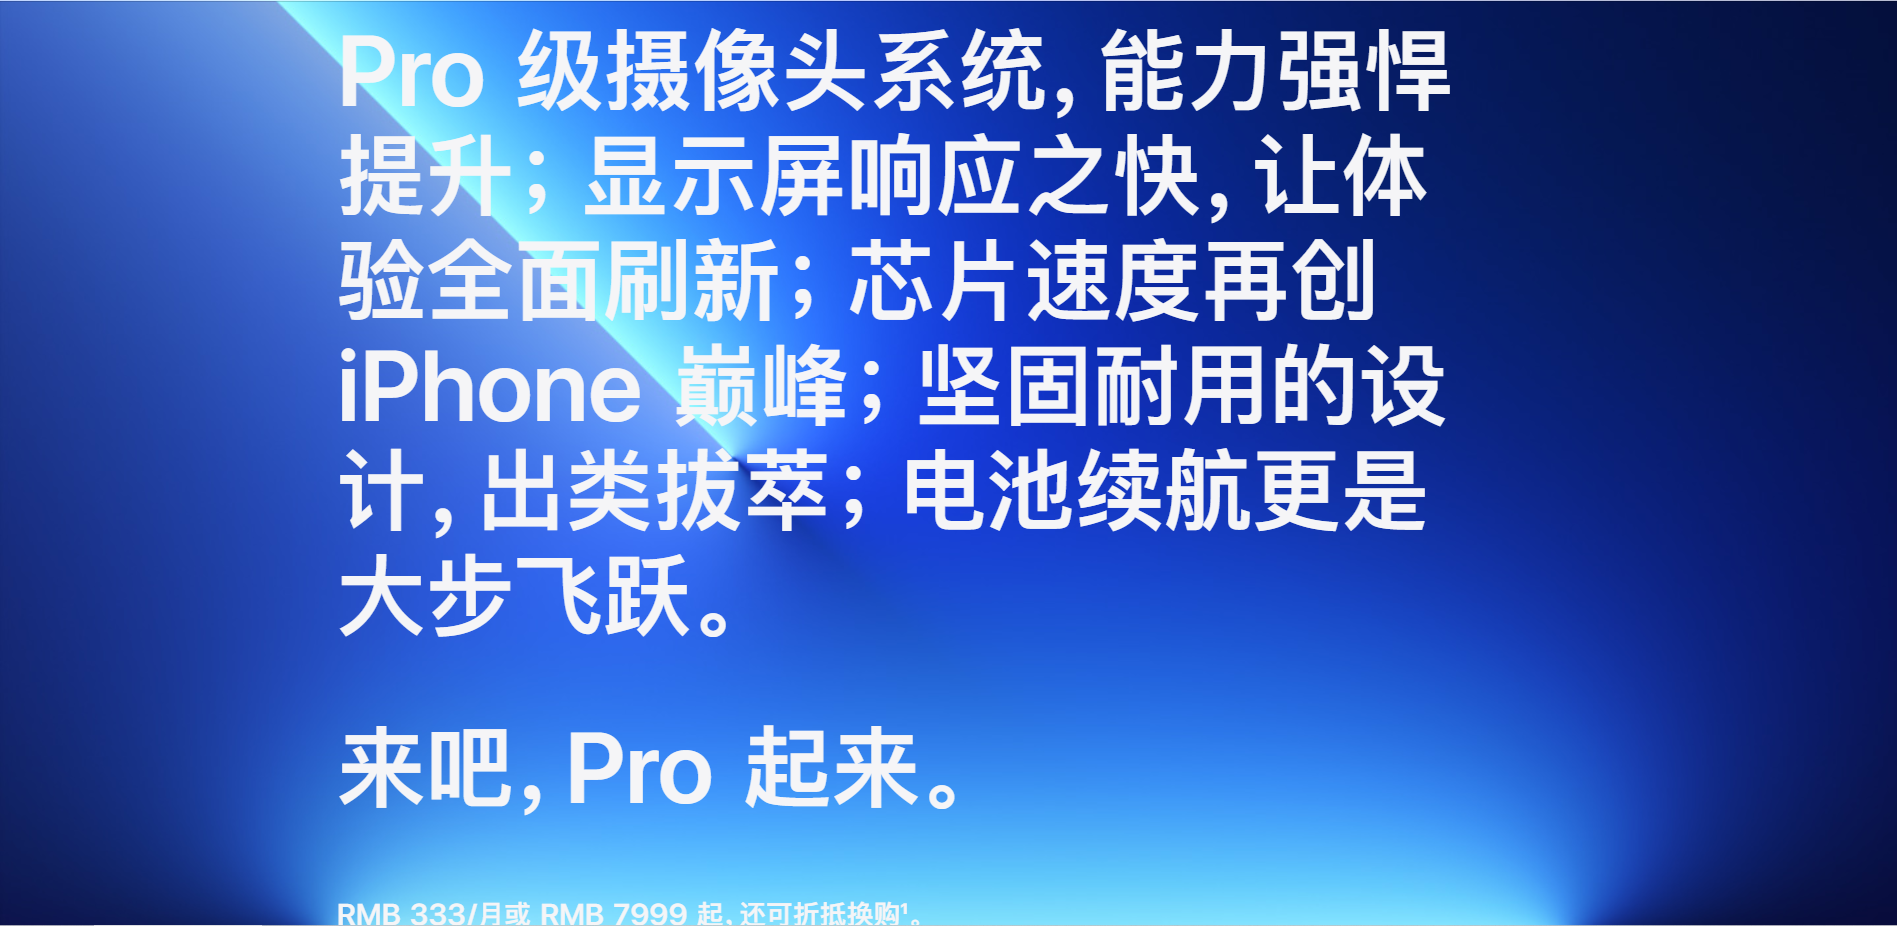 Pro 级摄像头系统，能力强悍
提升；显示屏响应之快，让体
验全面刷新；芯片速度再创
iPhone 巅峰；坚固耐用的设
计，出类拔萃；电池续航更是
大步飞跃。
来吧，Pro 起来。
RMB 333/月或 RMB 7999 起，还可折抵换购¹。